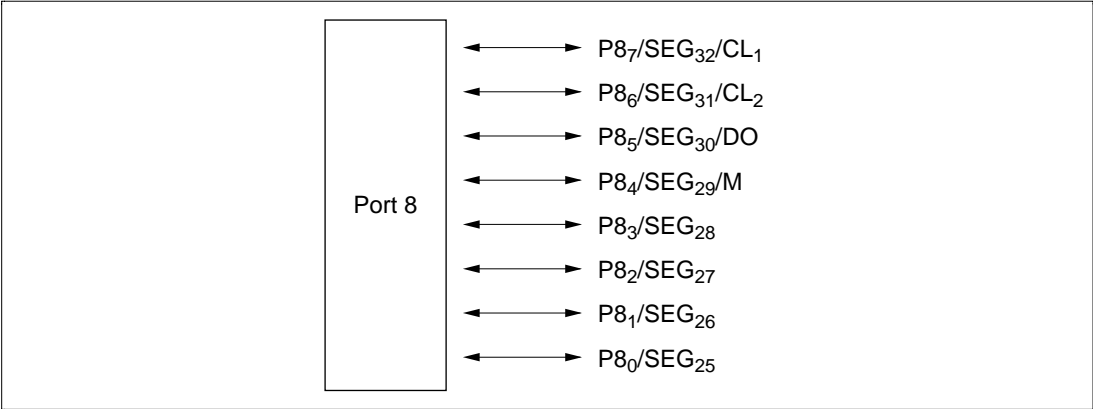 Port 8
P8₇/SEG₃₂/CL₁
P8₆/SEG₃₁/CL₂
P8₅/SEG₃₀/DO
P8₄/SEG₂₉/M
P8₃/SEG₂₈
P8₂/SEG₂₇
P8₁/SEG₂₆
P8₀/SEG₂₅